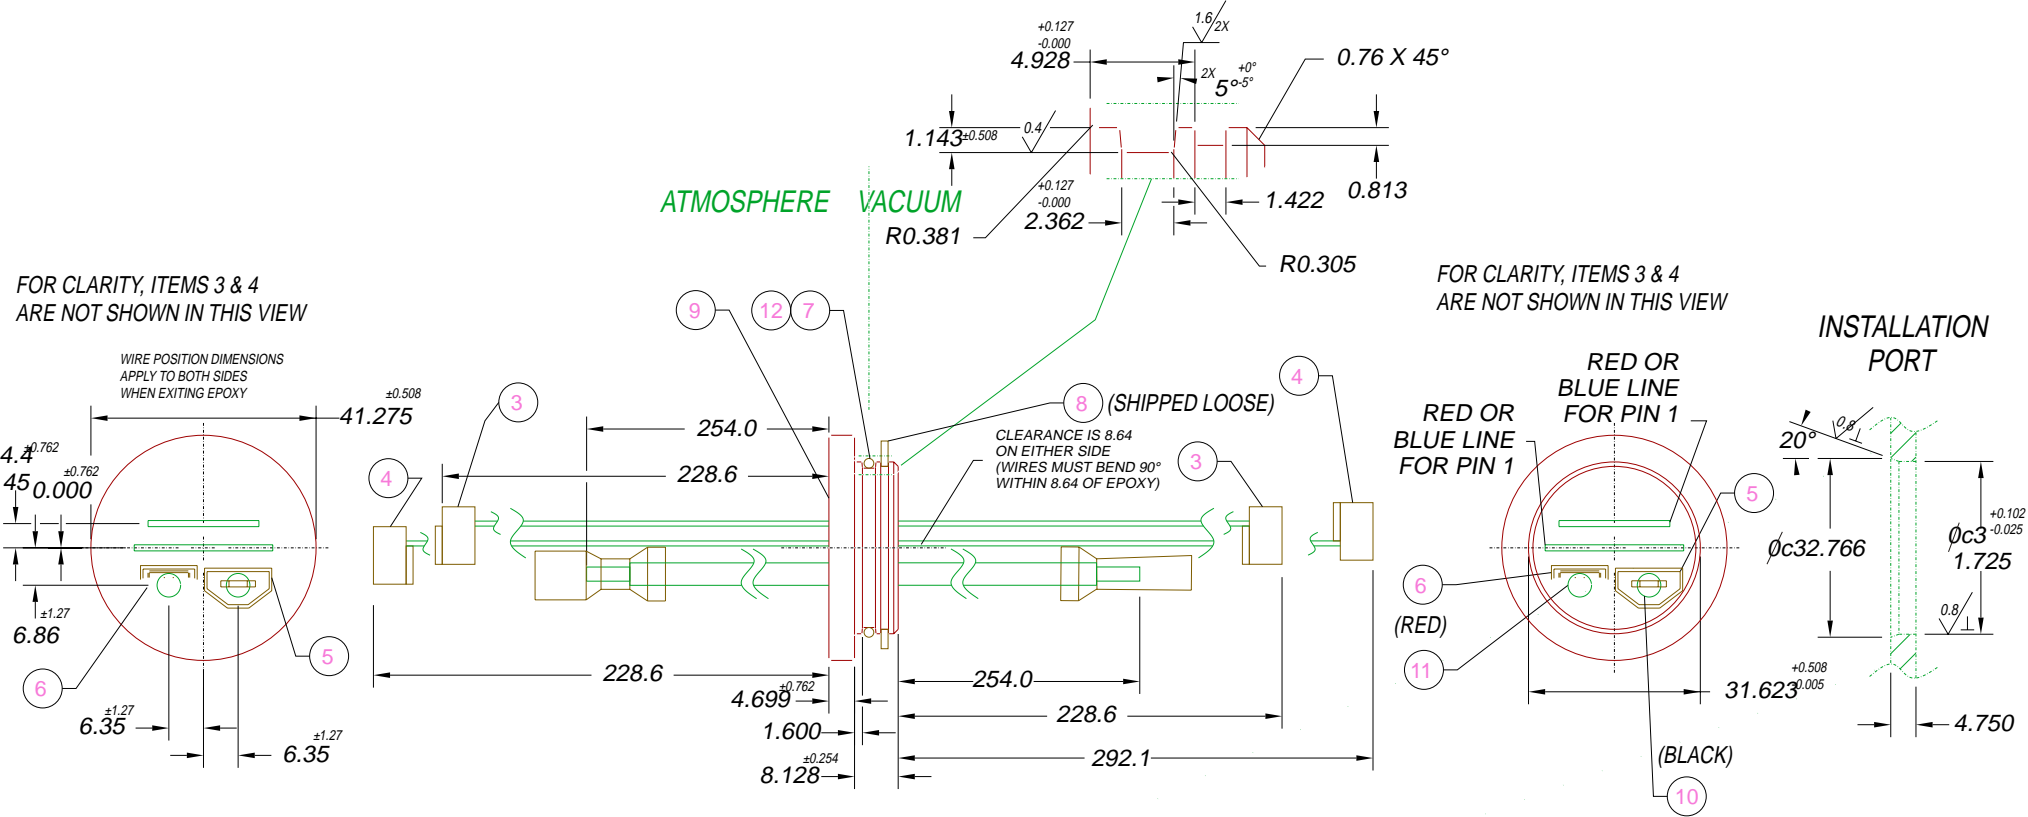 +0.127
-0.000
4.928
1.6
2X
2X
+0°
-5°
5°
0.76 X 45°
1.143 ±0.508
0.4
0.813
1.422
+0.127
-0.000
2.362
R0.381
R0.305
ATMOSPHERE VACUUM
FOR CLARITY, ITEMS 3 & 4
ARE NOT SHOWN IN THIS VIEW
WIRE POSITION DIMENSIONS
APPLY TO BOTH SIDES
WHEN EXITING EPOXY
±0.508
41.275
±0.762
4.4
45
±0.762
0.000
±1.27
6.86
6
5
±1.27
6.35
±1.27
6.35
9
12
7
3
4
254.0
228.6
228.6
8
(SHIPPED LOOSE)
CLEARANCE IS 8.64
ON EITHER SIDE
(WIRES MUST BEND 90°
WITHIN 8.64 OF EPOXY)
3
4
±0.762
4.699
1.600
±0.254
8.128
254.0
228.6
292.1
FOR CLARITY, ITEMS 3 & 4
ARE NOT SHOWN IN THIS VIEW
RED OR
BLUE LINE
FOR PIN 1
RED OR
BLUE LINE
FOR PIN 1
5
6
(RED)
11
+0.508
-0.005
31.623
(BLACK)
10
INSTALLATION
PORT
20°
0.8
Øc32.766
Øc3
1.725
+0.102
-0.025
0.8
4.750